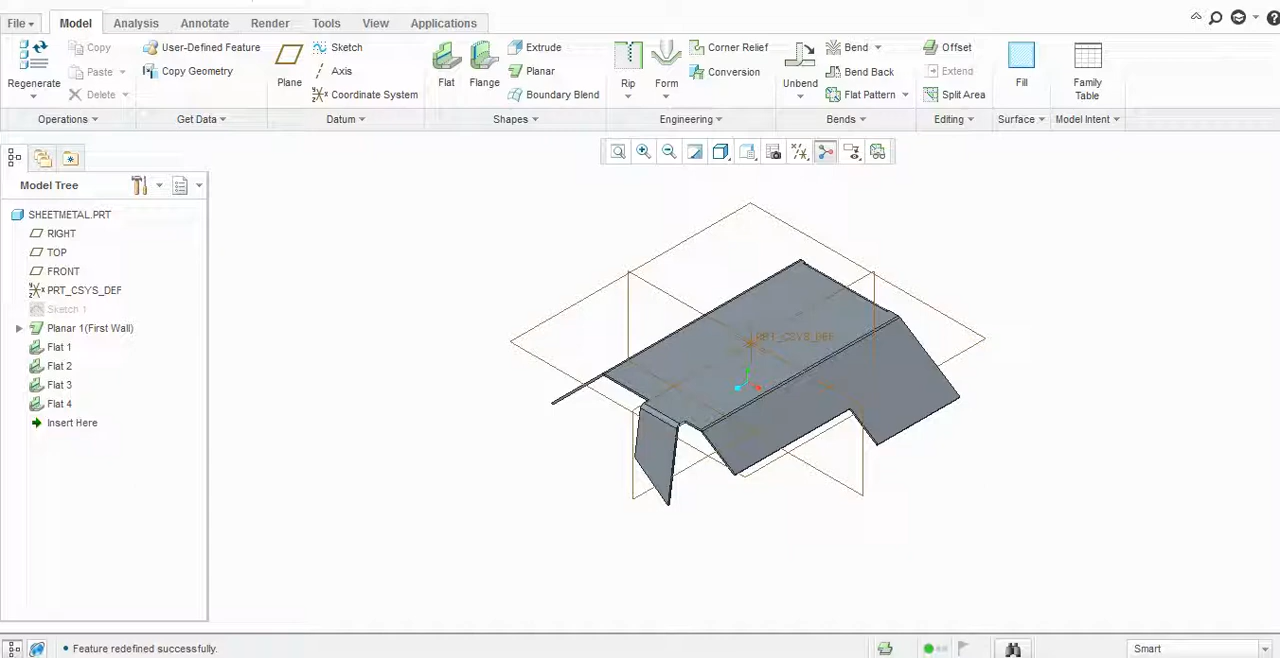 File
Model
Analysis
Annotate
Render
Tools
View
Applications
Regenerate
Copy
Paste
Delete
User-Defined Feature
Copy Geometry
Plane
Sketch
Axis
Coordinate System
Flat
Flange
Extrude
Planar
Boundary Blend
Rip
Form
Corner Relief
Conversion
Unbend
Bend
Bend Back
Flat Pattern
Offset
Extend
Split Area
Fill
Family
Table
Operations
Get Data
Datum
Shapes
Engineering
Bends
Editing
Surface
Model Intent
Model Tree
SHEETMETAL.PRT
RIGHT
TOP
FRONT
PRT_CSYS_DEF
Sketch 1
Planar 1(First Wall)
Flat 1
Flat 2
Flat 3
Flat 4
Insert Here
PRT_CSYS_DEF
• Feature redefined successfully.
Smart